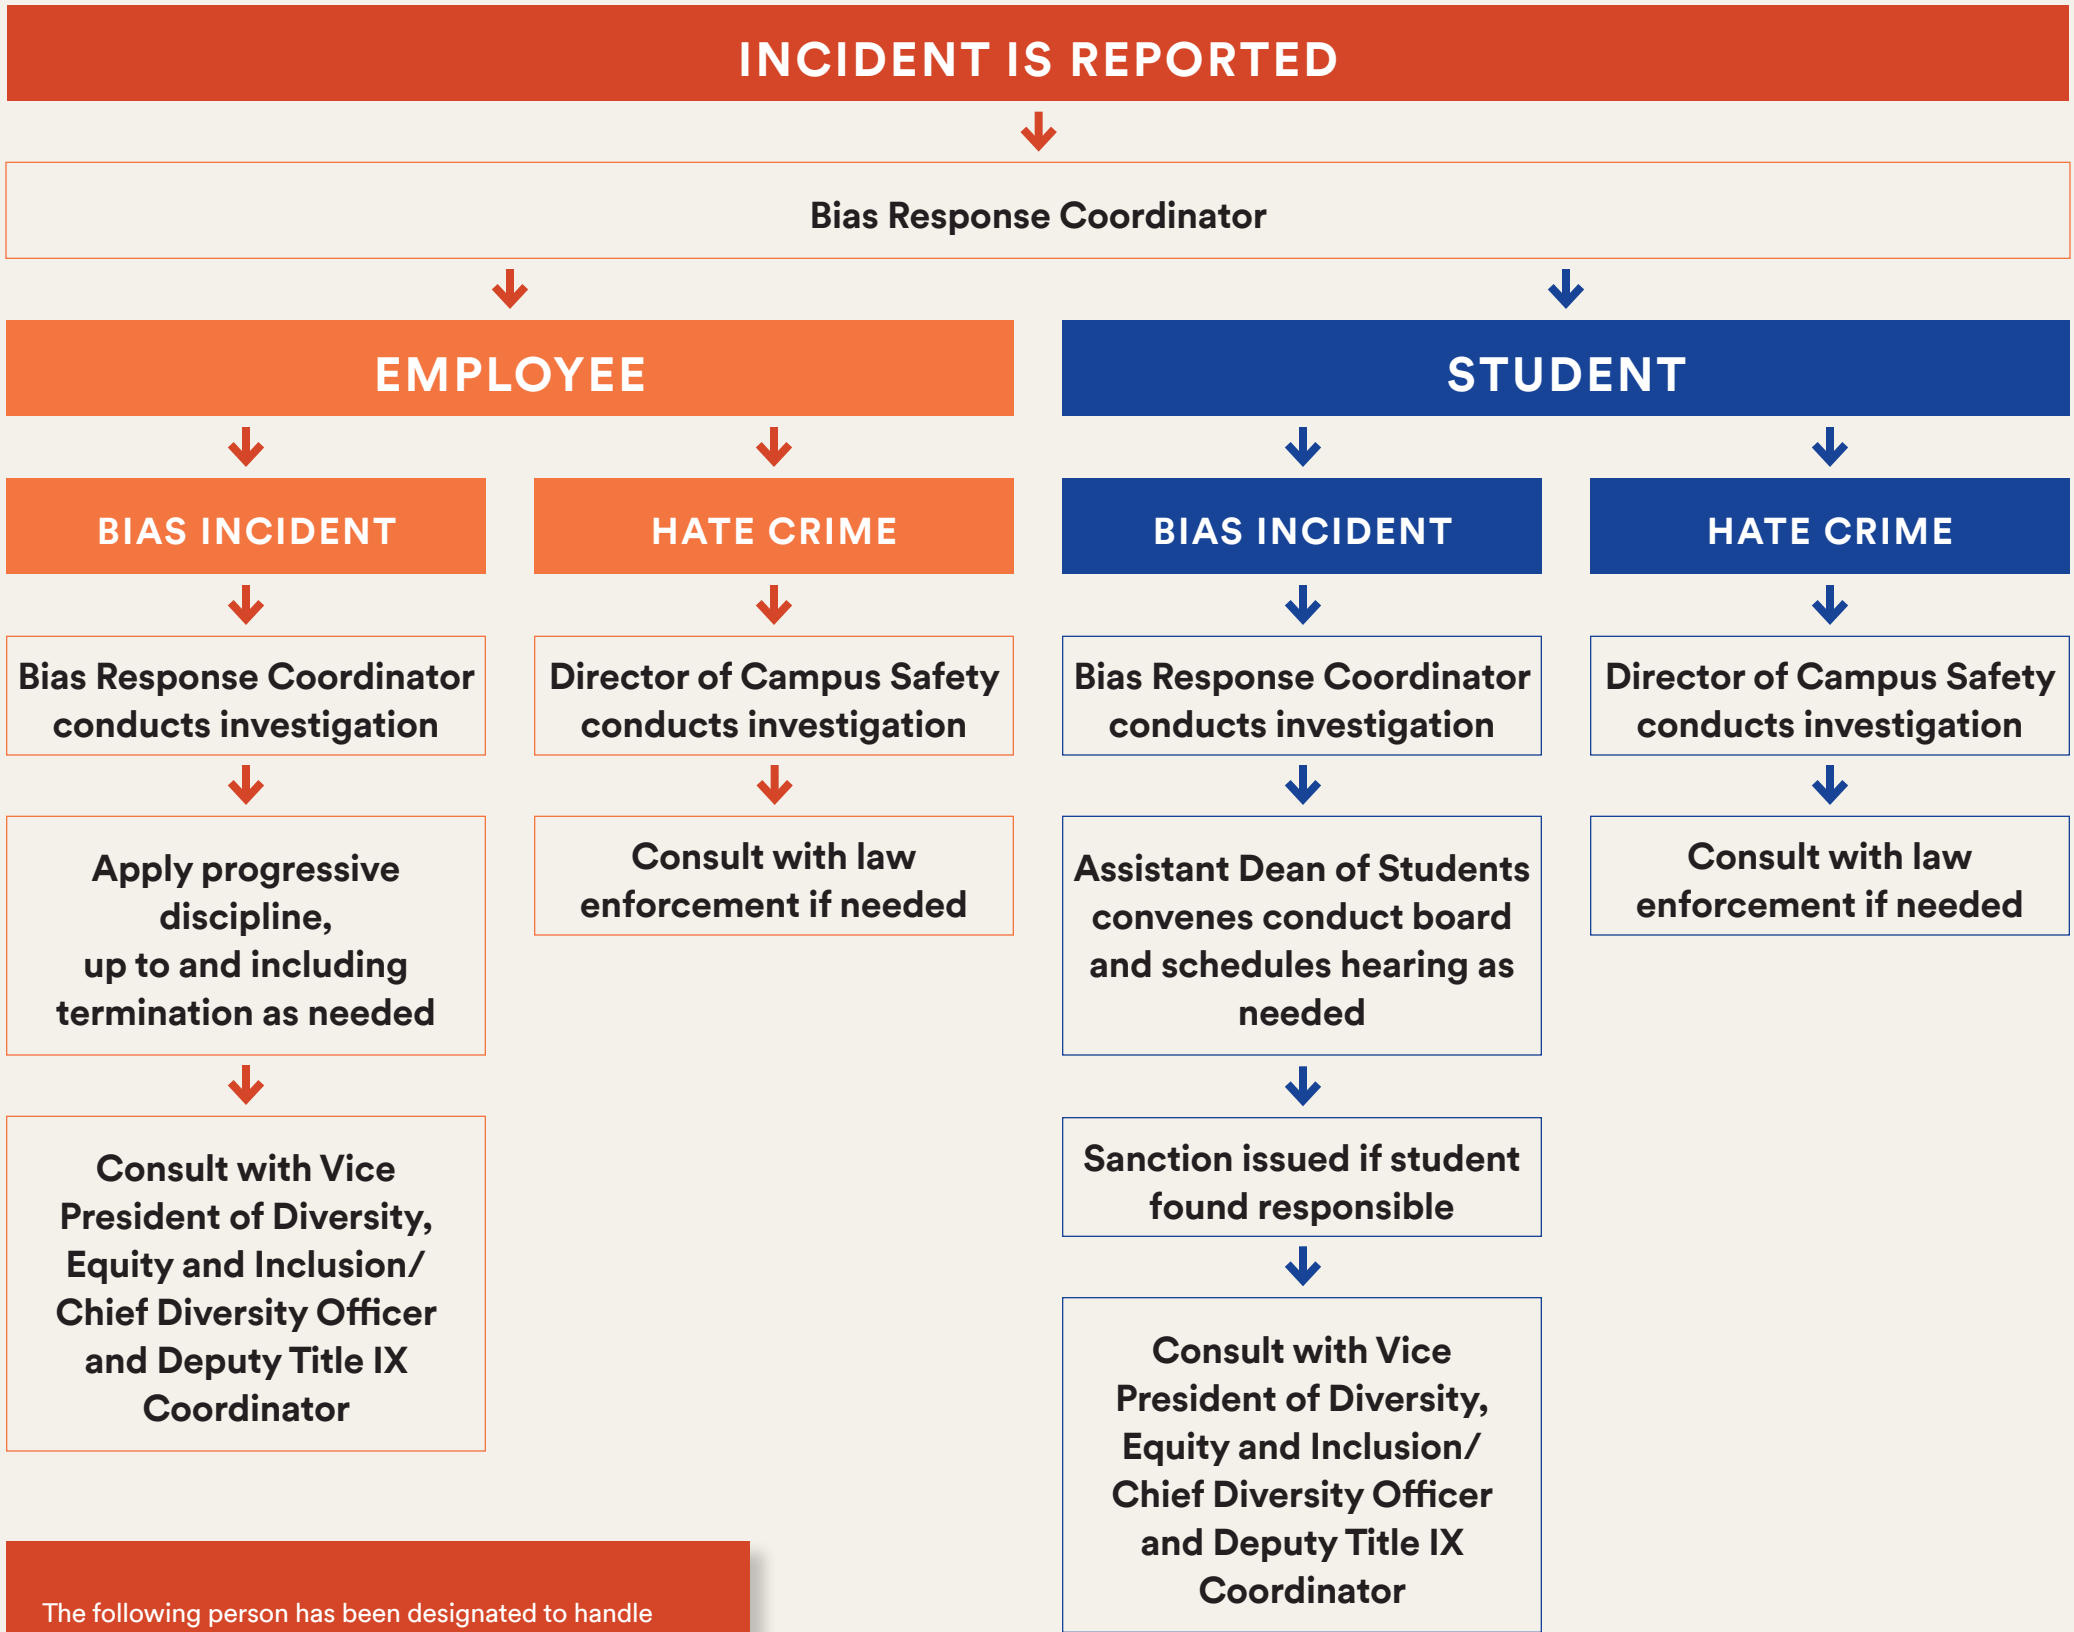 INCIDENT IS REPORTED
Bias Response Coordinator
EMPLOYEE
BIAS INCIDENT
Bias Response Coordinator
conducts investigation
Apply progressive
discipline,
up to and including
termination as needed
Consult with Vice
President of Diversity,
Equity and Inclusion/
Chief Diversity Officer
and Deputy Title IX
Coordinator
HATE CRIME
Director of Campus Safety
conducts investigation
Consult with law
enforcement if needed
STUDENT
BIAS INCIDENT
Bias Response Coordinator
conducts investigation
Assistant Dean of Students
convenes conduct board
and schedules hearing as
needed
Sanction issued if student
found responsible
Consult with Vice
President of Diversity,
Equity and Inclusion/
Chief Diversity Officer
and Deputy Title IX
Coordinator
HATE CRIME
Director of Campus Safety
conducts investigation
Consult with law
enforcement if needed
The following person has been designated to handle